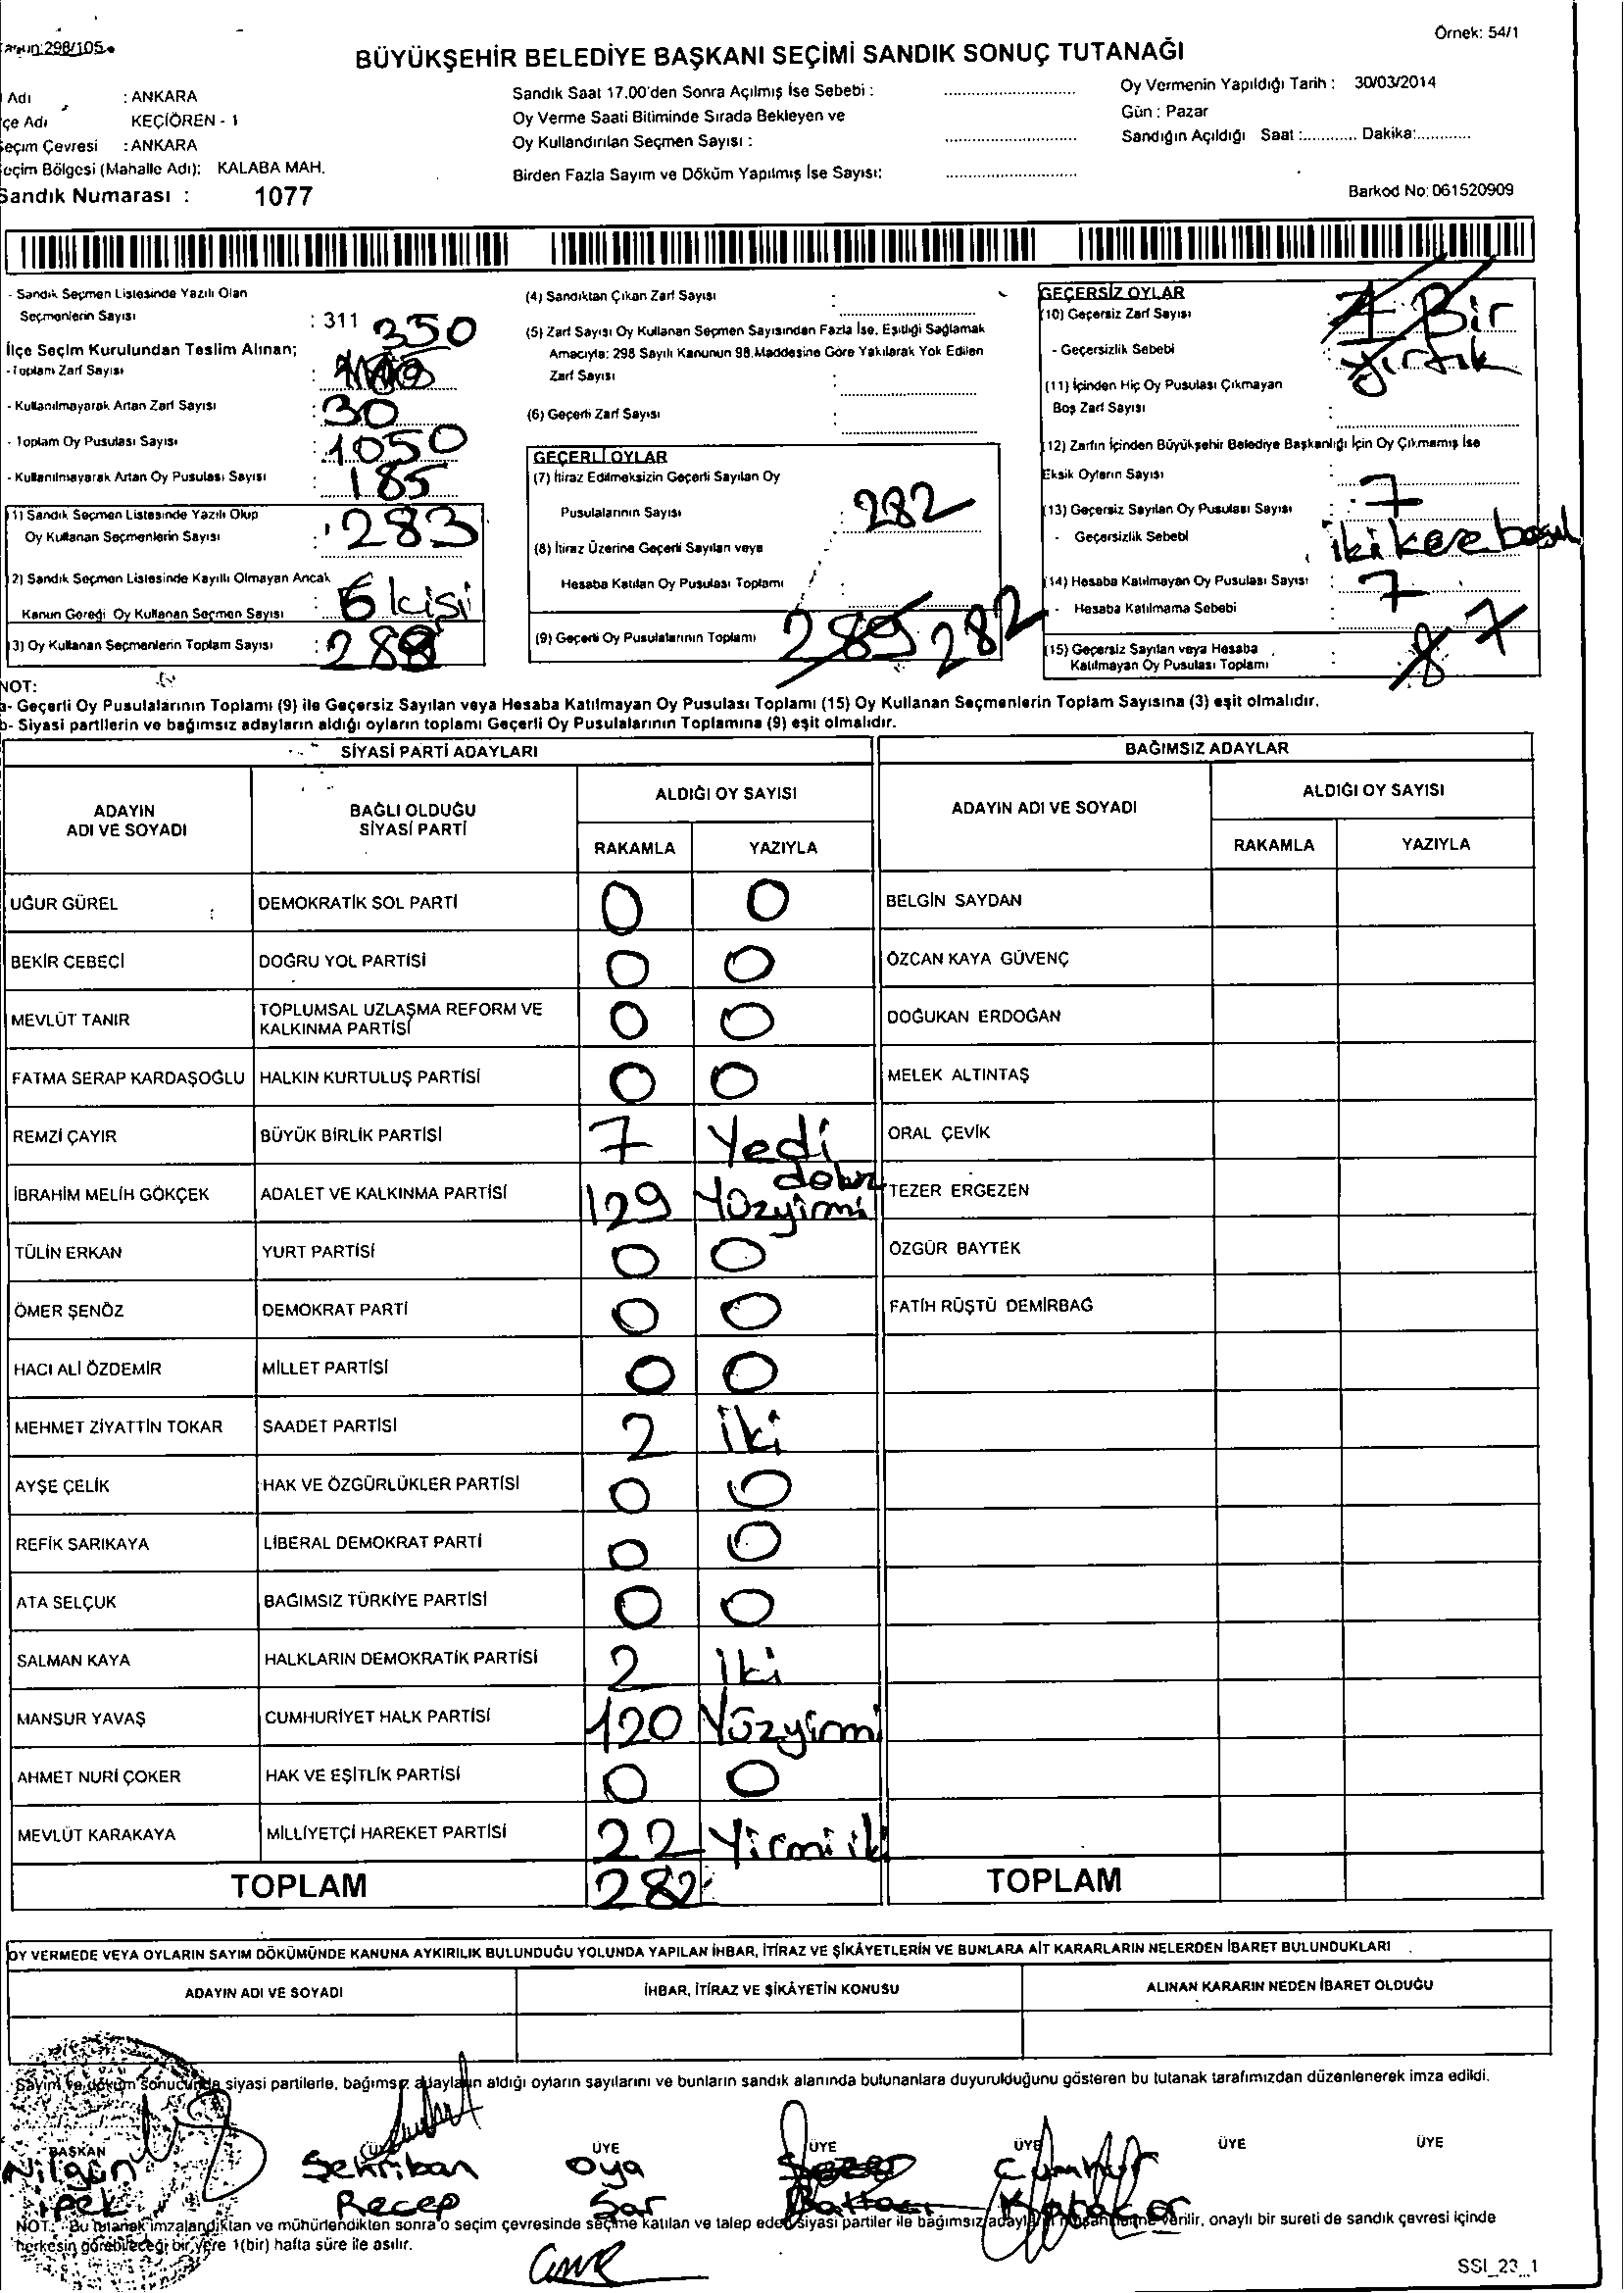 298/105
Örnek: 54/1
BÜYÜKŞEHİR BELEDİYE BAŞKANI SEÇİMİ SANDIK SONUÇ TUTANAĞI
Adı : ANKARA
çe Adı KEÇİÖREN - 1
eçim Çevresi : ANKARA
eçim Bölgesi (Mahalle Adı): KALABA MAH.
Sandık Numarası : 1077
Sandık Saat 17.00'den Sonra Açılmış İse Sebebi :
Oy Verme Saati Bitiminde Sırada Bekleyen ve
Oy Kullandırılan Seçmen Sayısı :
Birden Fazla Sayım ve Döküm Yapılmış İse Sayısı:
Oy Vermenin Yapıldığı Tarih : 30/03/2014
Gün : Pazar
Sandığın Açıldığı Saat :........... Dakika:...........
Barkod No: 061520909
- Sandık Seçmen Listesinde Yazılı Olan
Seçmenlerin Sayısı : 311
350
İlçe Seçim Kurulundan Teslim Alınan;
- Toplam Zarf Sayısı :
- Kullanılmayarak Artan Zarf Sayısı : 30
- Toplam Oy Pusulası Sayısı : 1050
- Kullanılmayarak Artan Oy Pusulası Sayısı : 185
1) Sandık Seçmen Listesinde Yazılı Olup
Oy Kullanan Seçmenlerin Sayısı : 283
2) Sandık Seçmen Listesinde Kayıtlı Olmayan Ancak
Kanun Gereği Oy Kullanan Seçmen Sayısı : 6 kişi
3) Oy Kullanan Seçmenlerin Toplam Sayısı :
(4) Sandıktan Çıkan Zarf Sayısı :
(5) Zarf Sayısı Oy Kullanan Seçmen Sayısından Fazla İse, Eşitliği Sağlamak
Amacıyla: 298 Sayılı Kanunun 98.Maddesine Göre Yakılarak Yok Edilen
Zarf Sayısı :
(6) Geçerli Zarf Sayısı :
GEÇERLİ OYLAR
(7) İtiraz Edilmeksizin Geçerli Sayılan Oy
Pusulalarının Sayısı : 282
(8) İtiraz Üzerine Geçerli Sayılan veya
Hesaba Katılan Oy Pusulası Toplamı :
(9) Geçerli Oy Pusulalarının Toplamı 289 282
GEÇERSİZ OYLAR
(10) Geçersiz Zarf Sayısı 1 Bir
- Geçersizlik Sebebi yırtık
(11) İçinden Hiç Oy Pusulası Çıkmayan
Boş Zarf Sayısı :
(12) Zarfın İçinden Büyükşehir Belediye Başkanlığı İçin Oy Çıkmamış İse
Eksik Oyların Sayısı :
(13) Geçersiz Sayılan Oy Pusulası Sayısı : 7
- Geçersizlik Sebebi : iki kere
(14) Hesaba Katılmayan Oy Pusulası Sayısı : 7
- Hesaba Katılmama Sebebi :
(15) Geçersiz Sayılan veya Hesaba
Katılmayan Oy Pusulası Toplamı : 8 7
NOT:
a- Geçerli Oy Pusulalarının Toplamı (9) ile Geçersiz Sayılan veya Hesaba Katılmayan Oy Pusulası Toplamı (15) Oy Kullanan Seçmenlerin Toplam Sayısına (3) eşit olmalıdır.
b- Siyasi partilerin ve bağımsız adayların aldığı oyların toplamı Geçerli Oy Pusulalarının Toplamına (9) eşit olmalıdır.
SİYASİ PARTİ ADAYLARI BAĞIMSIZ ADAYLAR
ADAYIN
ADI VE SOYADI
BAĞLI OLDUĞU
SİYASİ PARTİ
ALDIĞI OY SAYISI
RAKAMLA YAZIYLA
ADAYIN ADI VE SOYADI
ALDIĞI OY SAYISI
RAKAMLA YAZIYLA
UĞUR GÜREL DEMOKRATİK SOL PARTİ 0 0 BELGİN SAYDAN
BEKİR CEBECİ DOĞRU YOL PARTİSİ 0 0 ÖZCAN KAYA GÜVENÇ
MEVLÜT TANIR TOPLUMSAL UZLAŞMA REFORM VE
KALKINMA PARTİSİ 0 0 DOĞUKAN ERDOĞAN
FATMA SERAP KARDAŞOĞLU HALKIN KURTULUŞ PARTİSİ 0 0 MELEK ALTINTAŞ
REMZİ ÇAYIR BÜYÜK BİRLİK PARTİSİ 7 Yedi ORAL ÇEVİK
İBRAHİM MELİH GÖKÇEK ADALET VE KALKINMA PARTİSİ 129 Yüzyirmi dokuz TEZER ERGEZEN
TÜLİN ERKAN YURT PARTİSİ 0 0 ÖZGÜR BAYTEK
ÖMER ŞENÖZ DEMOKRAT PARTİ 0 0 FATİH RÜŞTÜ DEMİRBAĞ
HACI ALİ ÖZDEMİR MİLLET PARTİSİ 0 0
MEHMET ZİYATTİN TOKAR SAADET PARTİSİ 2 iki
AYŞE ÇELİK HAK VE ÖZGÜRLÜKLER PARTİSİ 0 0
REFİK SARIKAYA LİBERAL DEMOKRAT PARTİ 0 0
ATA SELÇUK BAĞIMSIZ TÜRKİYE PARTİSİ 0 0
SALMAN KAYA HALKLARIN DEMOKRATİK PARTİSİ 2 iki
MANSUR YAVAŞ CUMHURİYET HALK PARTİSİ 120 Yüzyirmi
AHMET NURİ ÇOKER HAK VE EŞİTLİK PARTİSİ 0 0
MEVLÜT KARAKAYA MİLLİYETÇİ HAREKET PARTİSİ 22 Yirmi iki
TOPLAM 282 TOPLAM
OY VERMEDE VEYA OYLARIN SAYIM DÖKÜMÜNDE KANUNA AYKIRILIK BULUNDUĞU YOLUNDA YAPILAN İHBAR, İTİRAZ VE ŞİKÂYETLERİN VE BUNLARA AİT KARARLARIN NELERDEN İBARET BULUNDUKLARI
ADAYIN ADI VE SOYADI İHBAR, İTİRAZ VE ŞİKÂYETİN KONUSU ALINAN KARARIN NEDEN İBARET OLDUĞU
Sayım ve döküm sonucunda siyasi partilerle, bağımsız adayların aldığı oyların sayılarını ve bunların sandık alanında bulunanlara duyurulduğunu gösteren bu tutanak tarafımızdan düzenlenerek imza edildi.
BAŞKAN ÜYE ÜYE ÜYE ÜYE ÜYE
Nilgün Sehriban Oya
ipek Recep Sar
NOT: Bu tutanak imzalandıktan ve mühürlendikten sonra o seçim çevresinde seçime katılan ve talep eden siyasi partiler ile bağımsız verilir, onaylı bir sureti de sandık çevresi içinde
herkesin görebileceği bir yere 1(bir) hafta süre ile asılır.
SSI_23_1